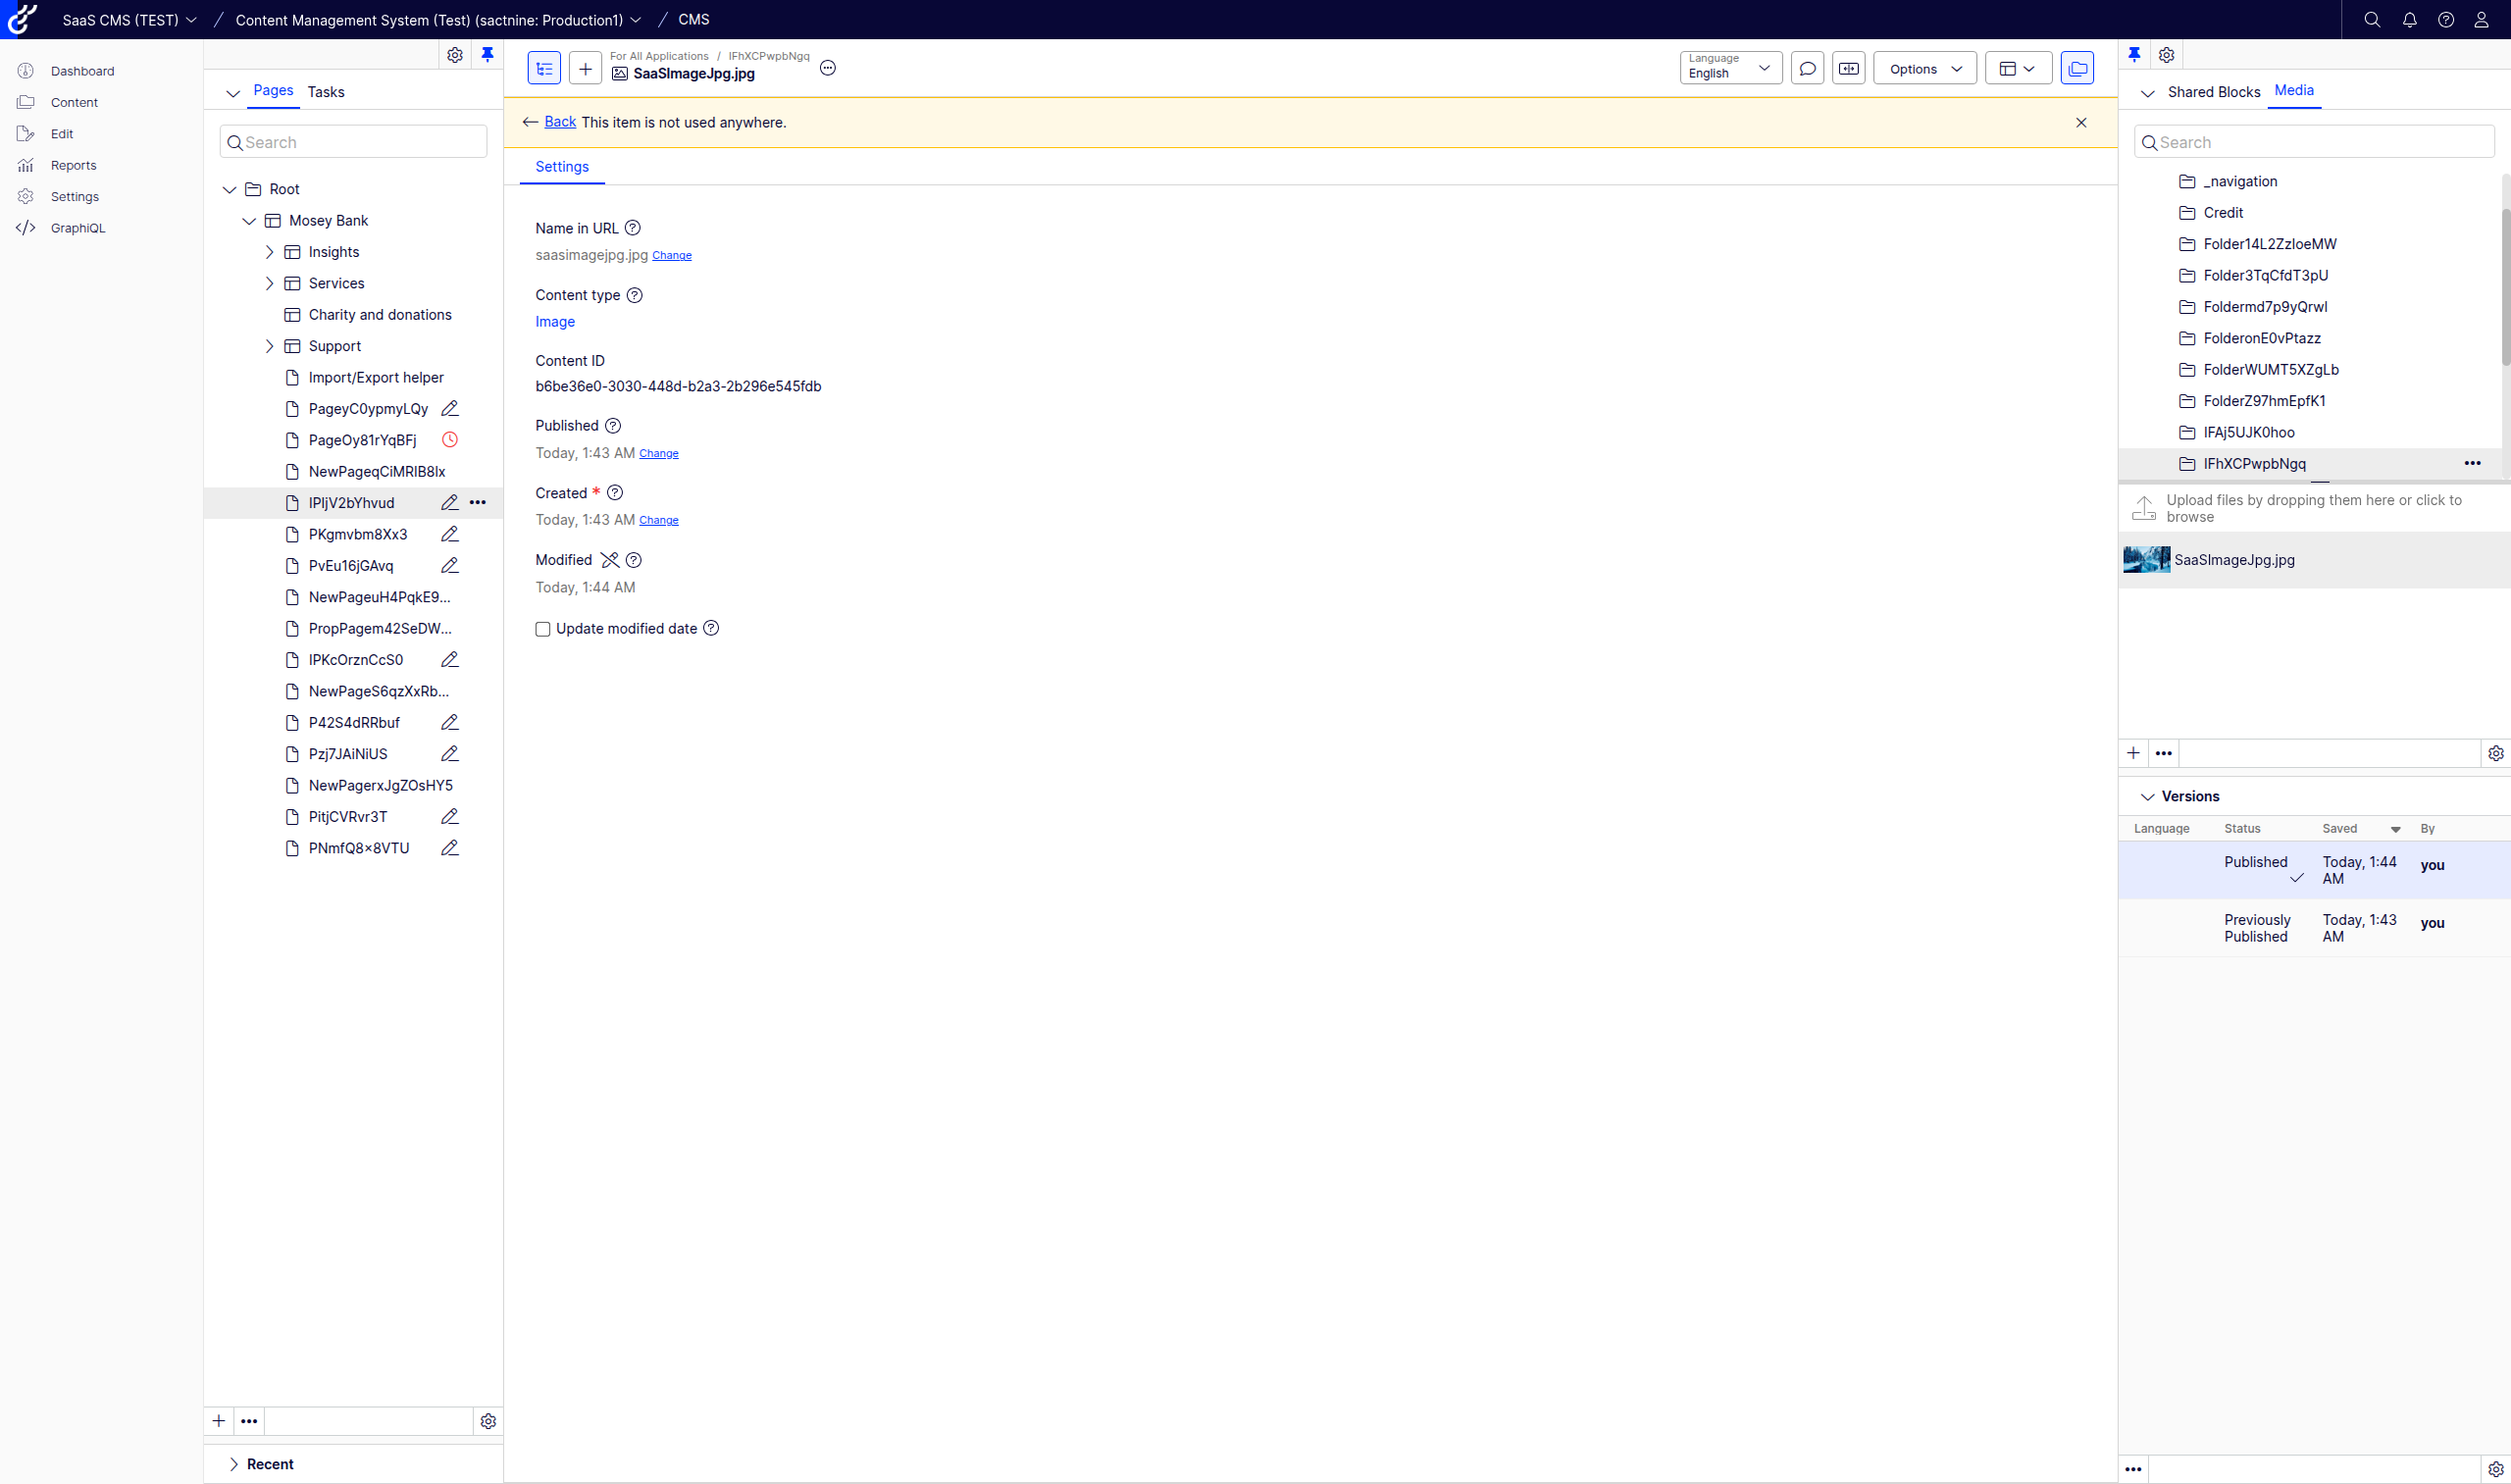 SaaS CMS (TEST) / Content Management System (Test) (sactnine: Production1) / CMS
Dashboard
Content
Edit
Reports
Settings
GraphiQL
Pages Tasks
Search
Root
Mosey Bank
Insights
Services
Charity and donations
Support
Import/Export helper
PageyC0ypmyLQy
PageOy81rYqBFj
NewPageqCiMRIB8lx
IPIjV2bYhvud
PKgmvbm8Xx3
PvEu16jGAvq
NewPageuH4PqkE9...
PropPagem42SeDW...
IPKcOrznCcS0
NewPageS6qzXxRb...
P42S4dRRbuf
Pzj7JAiNiUS
NewPagerxJgZOsHY5
PitjCVRvr3T
PNmfQ8×8VTU
Recent
For All Applications / IFhXCPwpbNgq
SaaSImageJpg.jpg
Language
English
Options
Back This item is not used anywhere.
Settings
Name in URL
saasimagejpg.jpg Change
Content type
Image
Content ID
b6be36e0-3030-448d-b2a3-2b296e545fdb
Published
Today, 1:43 AM Change
Created *
Today, 1:43 AM Change
Modified
Today, 1:44 AM
Update modified date
Shared Blocks Media
Search
_navigation
Credit
Folder14L2ZzIoeMW
Folder3TqCfdT3pU
Foldermd7p9yQrwI
FolderonE0vPtazz
FolderWUMT5XZgLb
FolderZ97hmEpfK1
IFAj5UJK0hoo
IFhXCPwpbNgq
Upload files by dropping them here or click to
browse
SaaSImageJpg.jpg
Versions
Language Status Saved By
Published Today, 1:44 AM you
Previously Published Today, 1:43 AM you